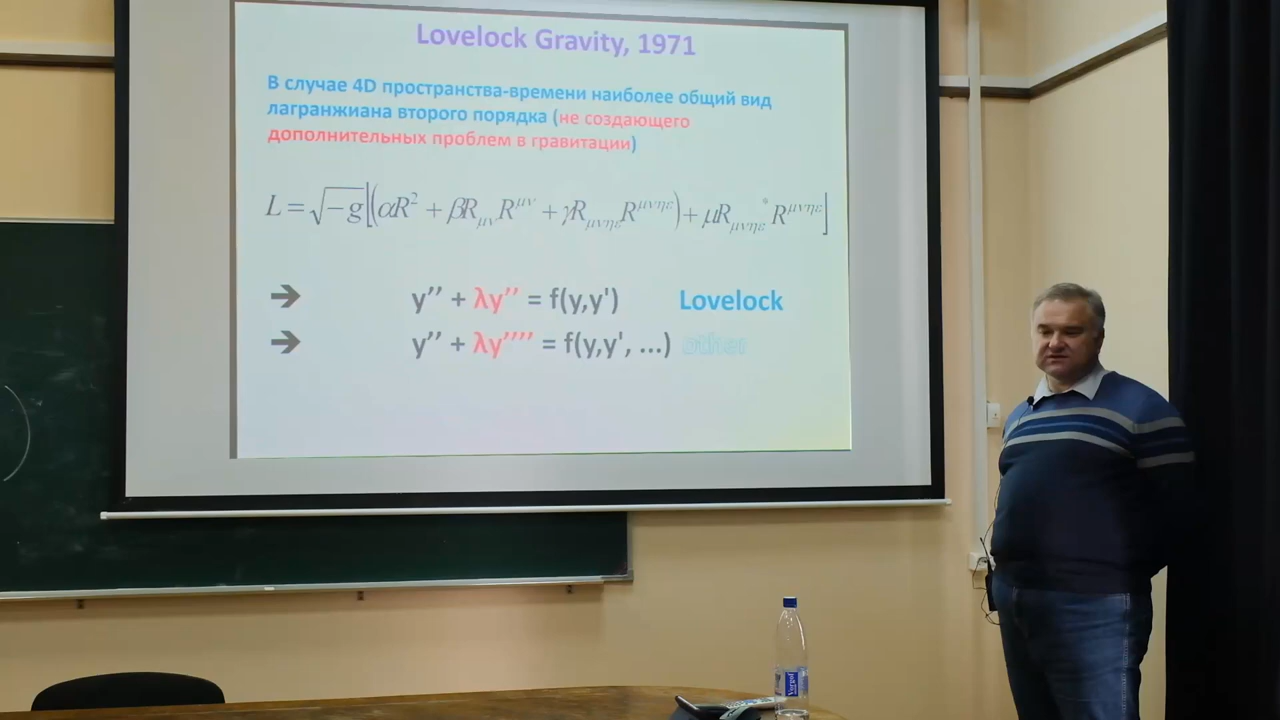 Lovelock Gravity, 1971
В случае 4D пространства-времени наиболее общий вид
лагранжиана второго порядка (не создающего
дополнительных проблем в гравитации)
L = √−g[(αR² + βR_μν R^μν + γR_μνηε R^μνηε) + μR_μνηε * R^μνηε]
➔ y’’ + λy’’ = f(y,y') Lovelock
➔ y’’ + λy’’’’ = f(y,y', ...) other